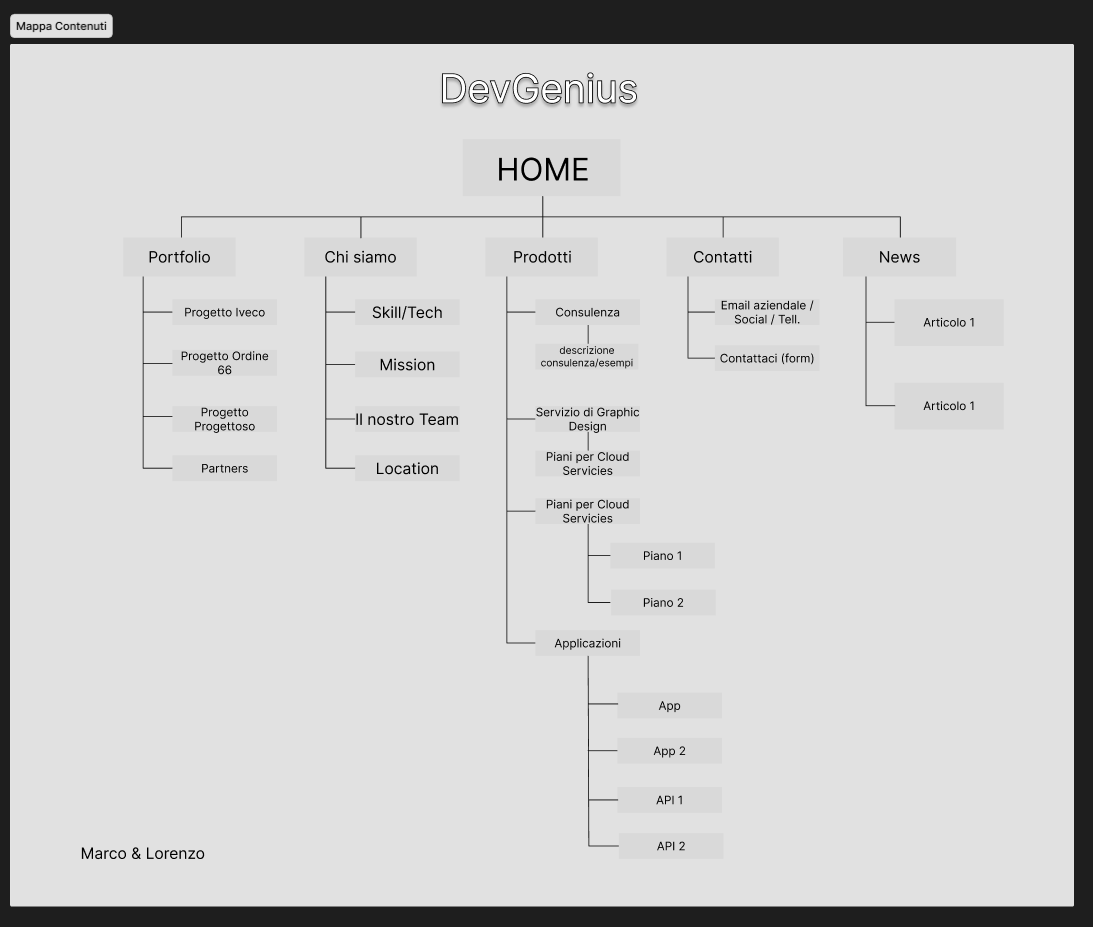 Mappa Contenuti
DevGenius
HOME
Portfolio
Chi siamo
Prodotti
Contatti
News
Progetto Iveco
Progetto Ordine
66
Progetto
Progettoso
Partners
Skill/Tech
Mission
Il nostro Team
Location
Consulenza
descrizione
consulenza/esempi
Servizio di Graphic
Design
Piani per Cloud
Servicies
Piani per Cloud
Servicies
Piano 1
Piano 2
Applicazioni
App
App 2
API 1
API 2
Email aziendale /
Social / Tell.
Contattaci (form)
Articolo 1
Articolo 1
Marco & Lorenzo